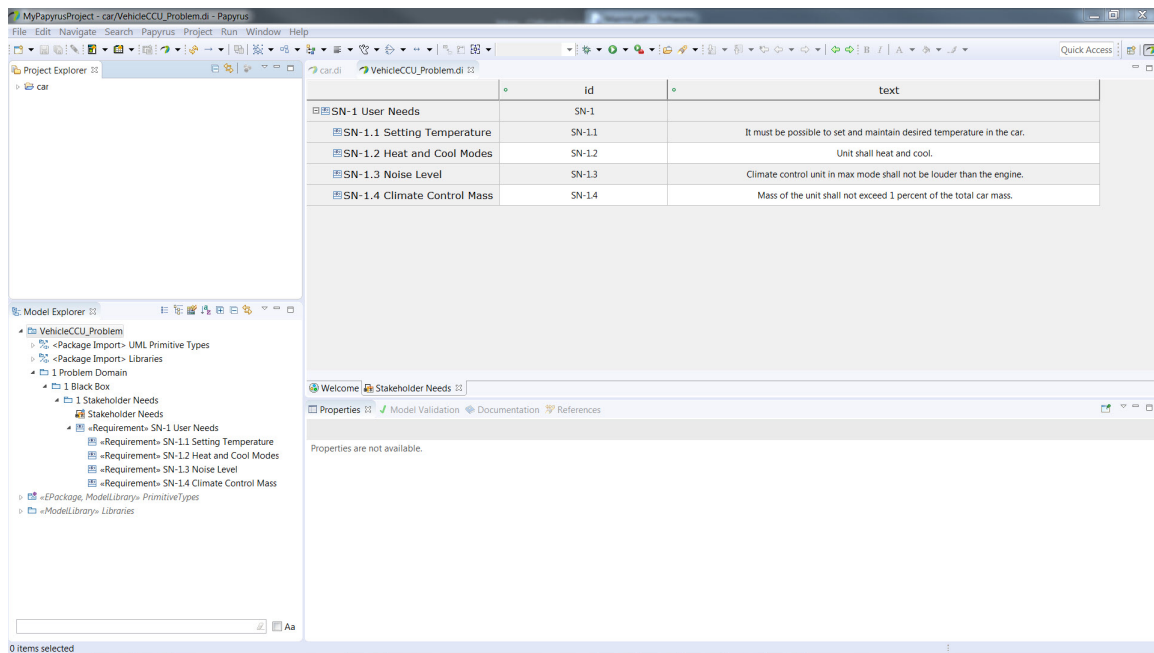 MyPapyrusProject - car/VehicleCCU_Problem.di - Papyrus
File Edit Navigate Search Papyrus Project Run Window Help
Quick Access
Project Explorer
car.di VehicleCCU_Problem.di
car
id text
SN-1 User Needs SN-1
SN-1.1 Setting Temperature SN-1.1 It must be possible to set and maintain desired temperature in the car.
SN-1.2 Heat and Cool Modes SN-1.2 Unit shall heat and cool.
SN-1.3 Noise Level SN-1.3 Climate control unit in max mode shall not be louder than the engine.
SN-1.4 Climate Control Mass SN-1.4 Mass of the unit shall not exceed 1 percent of the total car mass.
Model Explorer
VehicleCCU_Problem
<Package Import> UML Primitive Types
<Package Import> Libraries
1 Problem Domain
1 Black Box
1 Stakeholder Needs
Stakeholder Needs
«Requirement» SN-1 User Needs
«Requirement» SN-1.1 Setting Temperature
«Requirement» SN-1.2 Heat and Cool Modes
«Requirement» SN-1.3 Noise Level
«Requirement» SN-1.4 Climate Control Mass
«EPackage, ModelLibrary» PrimitiveTypes
«ModelLibrary» Libraries
Aa
Welcome Stakeholder Needs
Properties Model Validation Documentation References
Properties are not available.
0 items selected